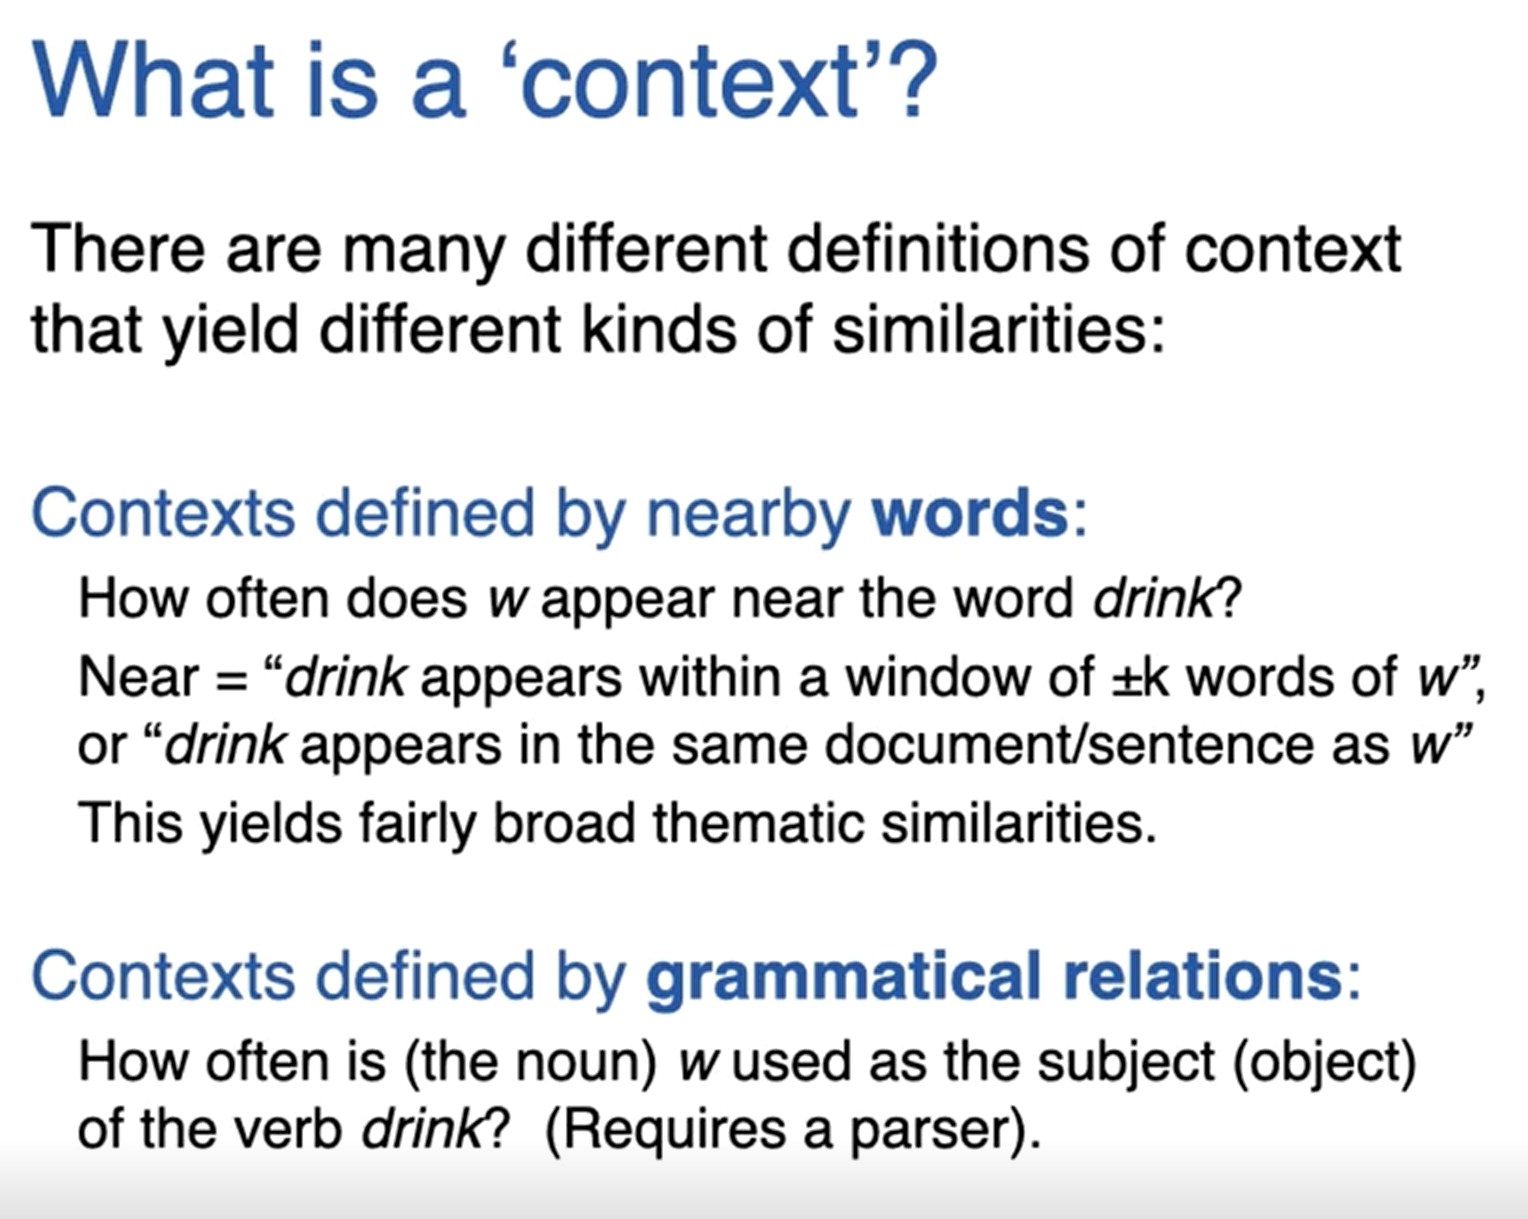 What is a ‘context’?
There are many different definitions of context
that yield different kinds of similarities:
Contexts defined by nearby words:
How often does w appear near the word drink?
Near = “drink appears within a window of ±k words of w”,
or “drink appears in the same document/sentence as w”
This yields fairly broad thematic similarities.
Contexts defined by grammatical relations:
How often is (the noun) w used as the subject (object)
of the verb drink?  (Requires a parser).